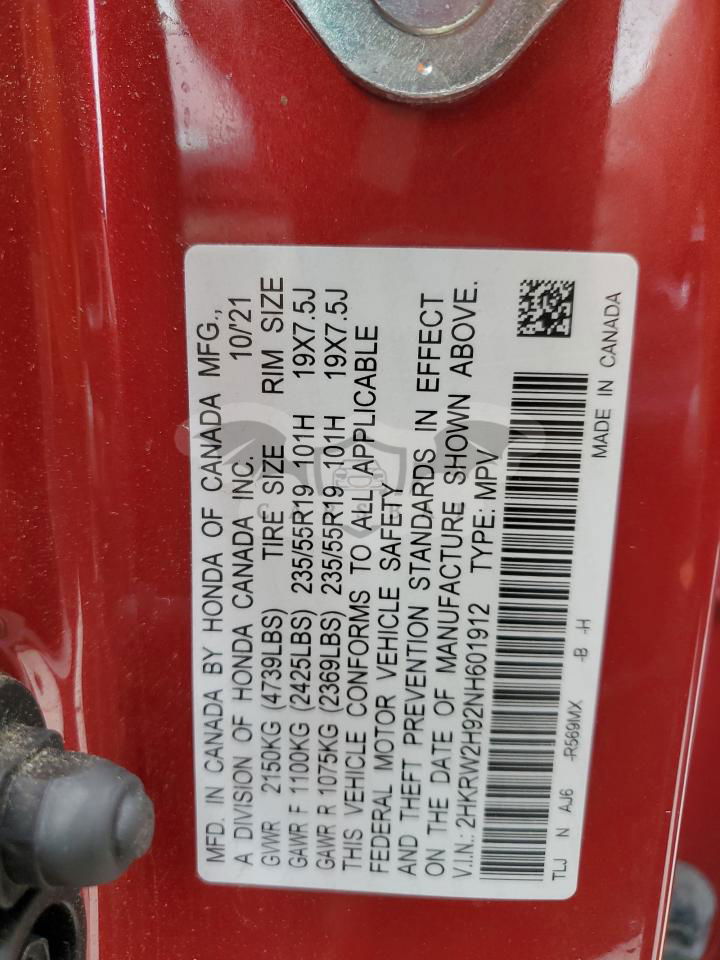 MFD. IN CANADA BY HONDA OF CANADA MFG.,
A DIVISION OF HONDA CANADA INC. 10/'21
GVWR 2150KG (4739LBS) TIRE SIZE RIM SIZE
GAWR F 1100KG (2425LBS) 235/55R19 101H 19X7.5J
GAWR R 1075KG (2369LBS) 235/55R19 101H 19X7.5J
THIS VEHICLE CONFORMS TO ALL APPLICABLE
FEDERAL MOTOR VEHICLE SAFETY
AND THEFT PREVENTION STANDARDS IN EFFECT
ON THE DATE OF MANUFACTURE SHOWN ABOVE.
V.I.N.: 2HKRW2H92NH601912 TYPE: MPV
TLJ N AJ6 -R569MX -B -H
MADE IN CANADA